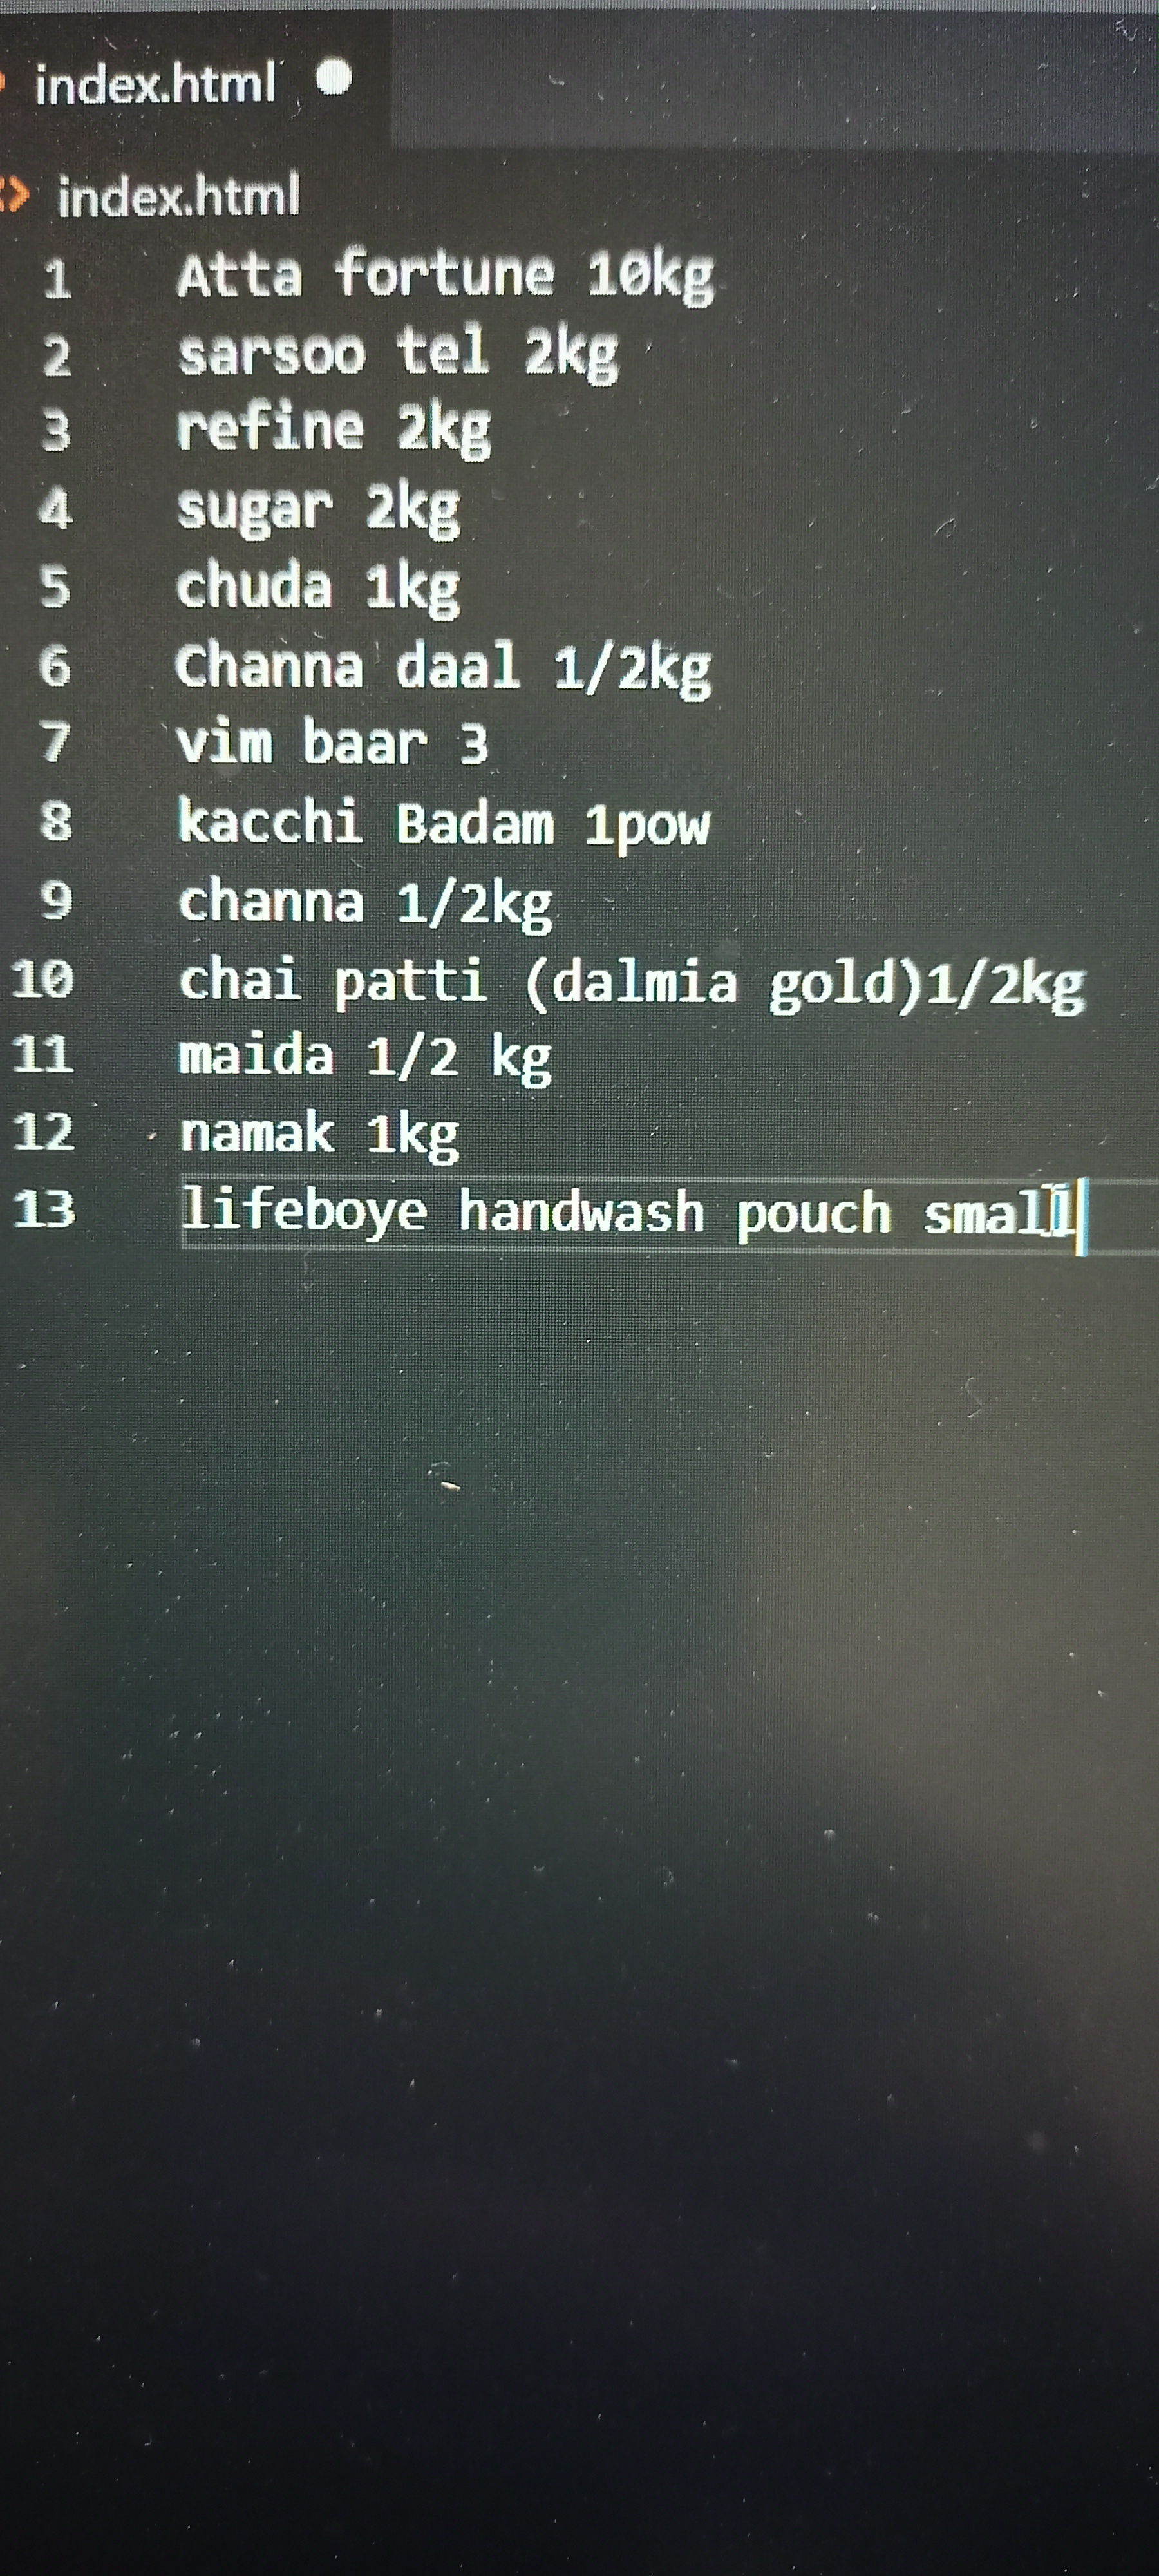 index.html
index.html
1 Atta fortune 10kg
2 sarsoo tel 2kg
3 refine 2kg
4 sugar 2kg
5 chuda 1kg
6 Channa daal 1/2kg
7 vim baar 3
8 kacchi Badam 1pow
9 channa 1/2kg
10 chai patti (dalmia gold)1/2kg
11 maida 1/2 kg
12 namak 1kg
13 lifeboye handwash pouch small